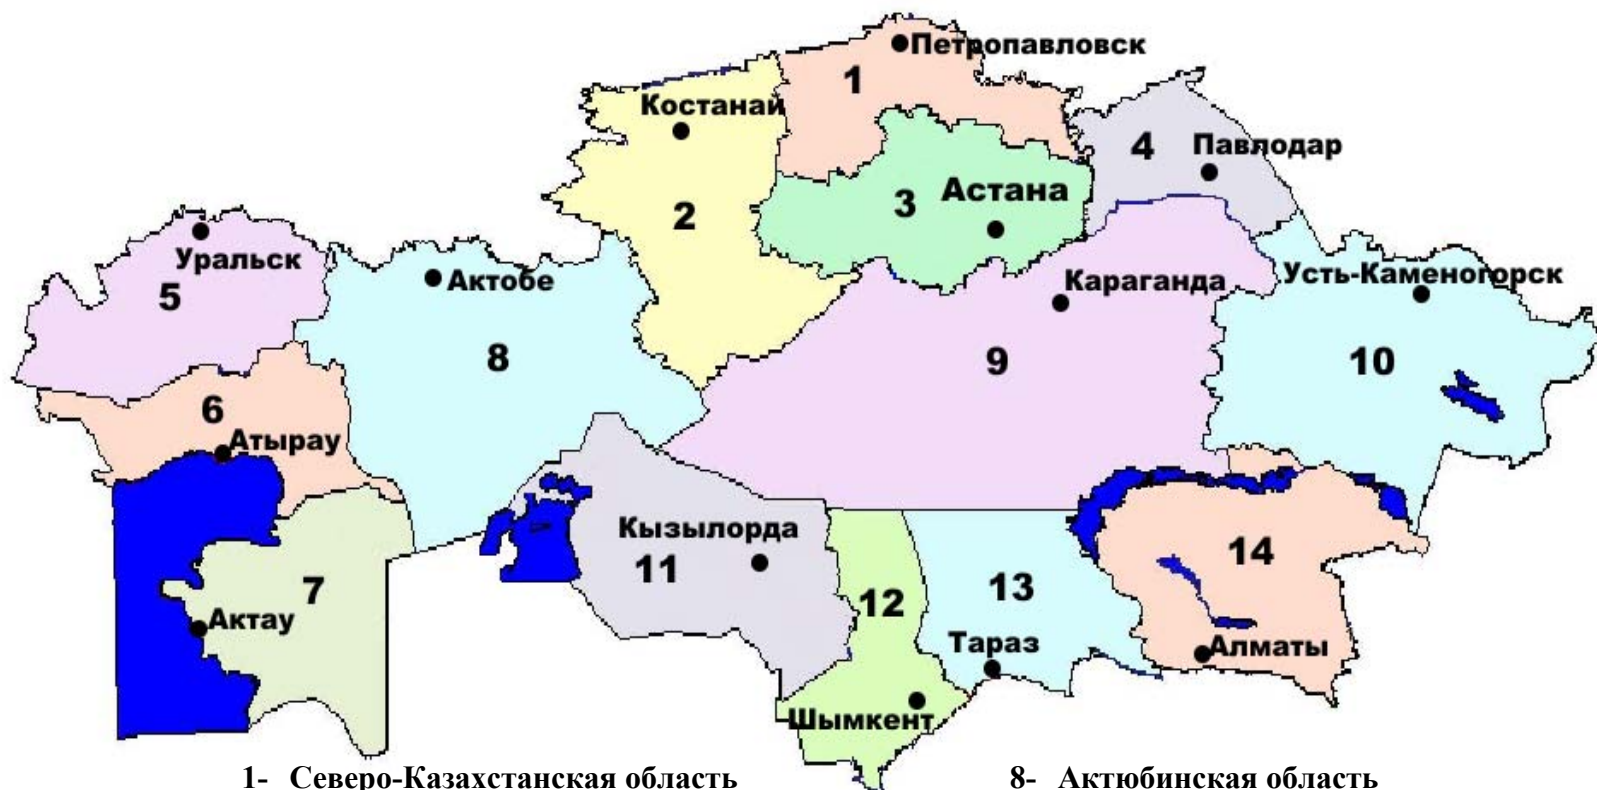 Петропавловск
1
Костанай
4
Павлодар
3
Астана
2
Уральск
5
Актобе
Караганда
Усть-Каменогорск
8
9
10
6
Атырау
Кызылорда
11
14
7
12
13
Актау
Тараз
Алматы
Шымкент
1- Северо-Казахстанская область
8- Актюбинская область